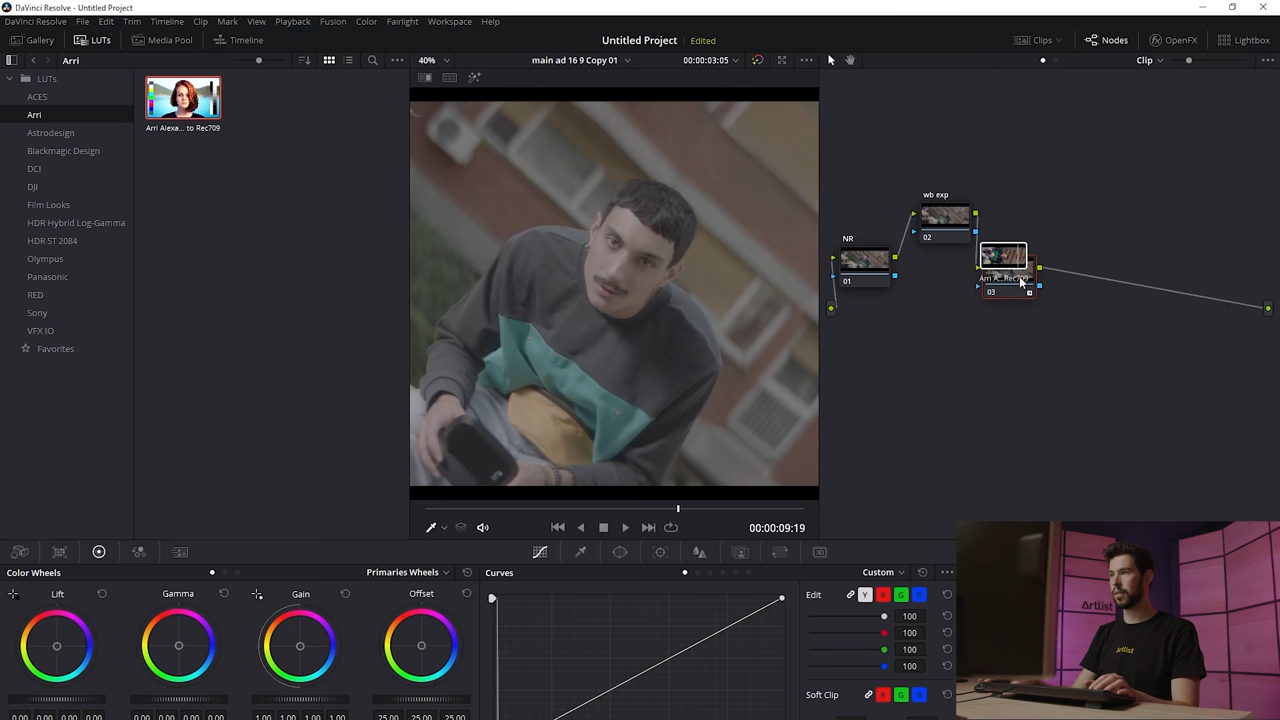 DaVinci Resolve - Untitled Project
DaVinci Resolve File Edit Trim Timeline Clip Mark View Playback Fusion Color Fairlight Workspace Help
Gallery LUTs Media Pool Timeline Untitled Project Edited Clips Nodes OpenFX Lightbox
Arri 40% main ad 16 9 Copy 01 00:00:03:05 Clip
LUTs
ACES
Arri
Astrodesign
Blackmagic Design
DCI
DJI
Film Looks
HDR Hybrid Log-Gamma
HDR ST 2084
Olympus
Panasonic
RED
Sony
VFX IO
Favorites
Arri Alexa... to Rec709
wb exp
02
NR
01
Arri A...Rec709
03
00:00:09:19
3D
Color Wheels Primaries Wheels Curves Custom
Lift Gamma Gain Offset Edit Y R G B
100
100
100
100
Soft Clip R G B
0.00 0.00 0.00 0.00 0.00 0.00 0.00 0.00 1.00 1.00 1.00 1.00 25.00 25.00 25.00
Artlist
Artlist